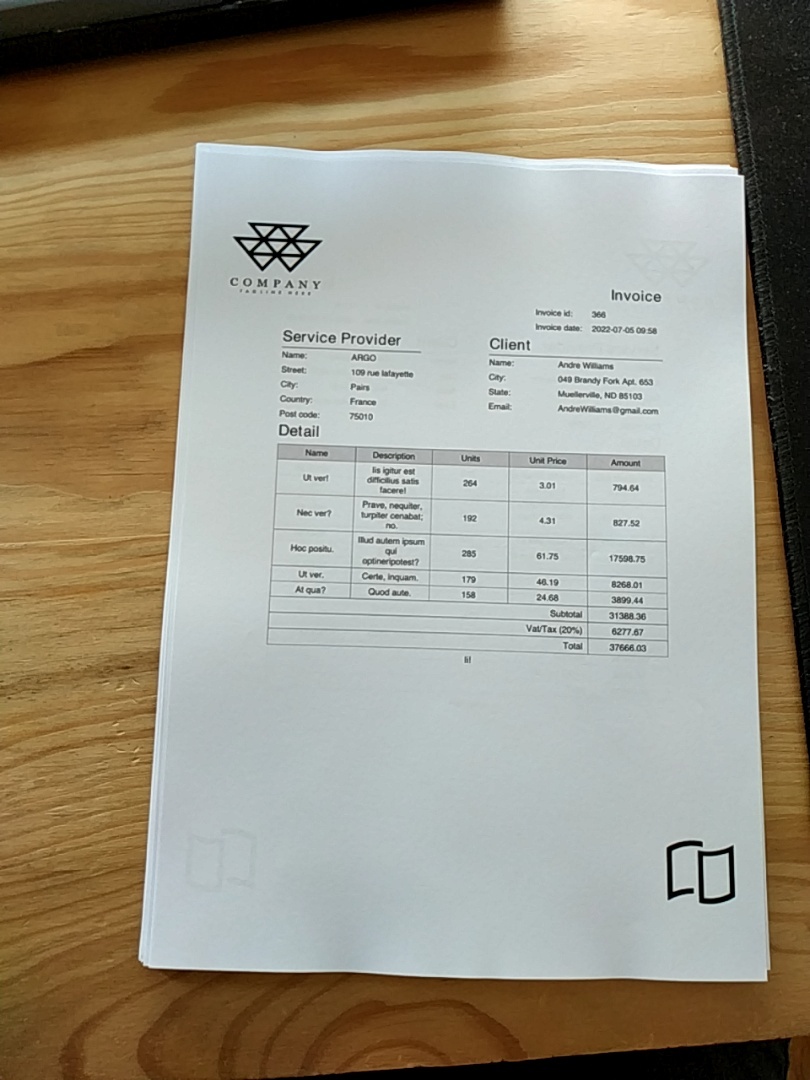 COMPANY
TAGLINE HERE
Invoice
Invoice id: 366
Invoice date: 2022-07-05 09:58
Service Provider
Name: ARGO
Street: 109 rue lafayette
City: Pairs
Country: France
Post code: 75010
Client
Name: Andre Williams
City: 049 Brandy Fork Apt. 653
State: Muellerville, ND 85103
Email: AndreWilliams@gmail.com
Detail
Name Description Units Unit Price Amount
Ut ver! Iis igitur est difficilius satis facere! 264 3.01 794.64
Nec ver? Prave, nequiter, turpiter cenabat; no. 192 4.31 827.52
Hoc positu. Illud autem ipsum qui optineripotest? 285 61.75 17598.75
Ut ver. Certe, inquam. 179 46.19 8268.01
At qua? Quod aute. 158 24.68 3899.44
Subtotal 31388.36
Vat/Tax (20%) 6277.67
Total 37666.03